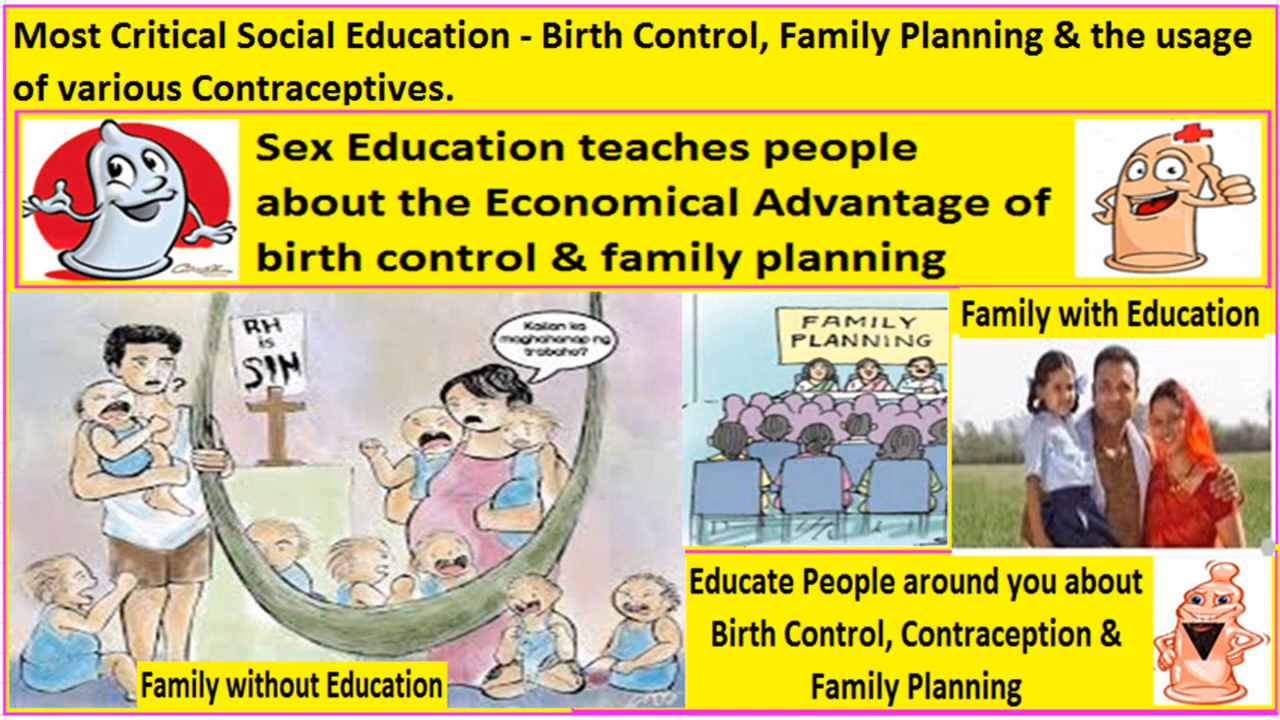 Most Critical Social Education - Birth Control, Family Planning & the usage
of various Contraceptives.
Sex Education teaches people
about the Economical Advantage of
birth control & family planning
RH
is
SIN
Kailan ka
maghahanap ng
trabaho?
Family without Education
FAMILY
PLANNING
Family with Education
Educate People around you about
Birth Control, Contraception &
Family Planning